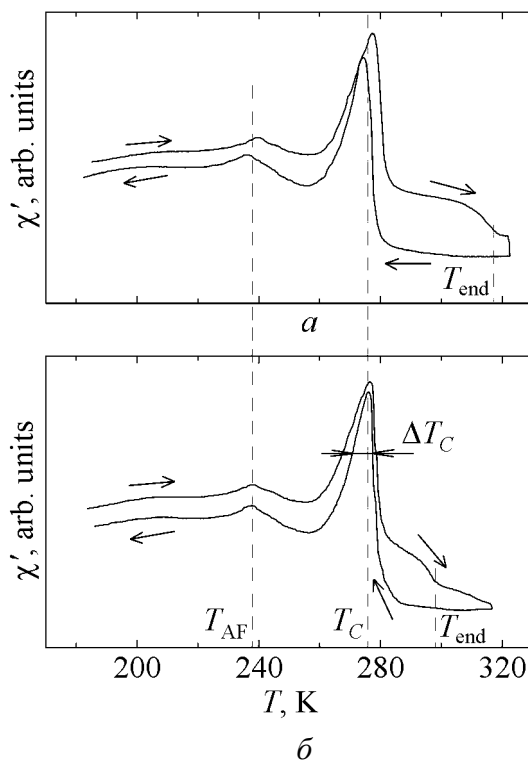 χ′, arb. units
T_end
a
χ′, arb. units
ΔT_C
T_AF
T_C
T_end
200 240 280 320
T, K
б